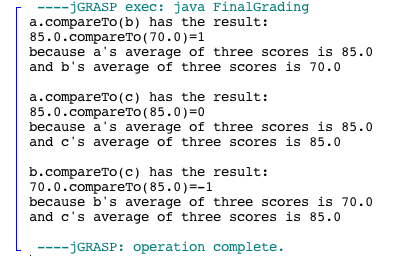 ----jGRASP exec: java FinalGrading
a.compareTo(b) has the result:
85.0.compareTo(70.0)=1
because a's average of three scores is 85.0
and b's average of three scores is 70.0
a.compareTo(c) has the result:
85.0.compareTo(85.0)=0
because a's average of three scores is 85.0
and c's average of three scores is 85.0
b.compareTo(c) has the result:
70.0.compareTo(85.0)=-1
because b's average of three scores is 70.0
and c's average of three scores is 85.0
----jGRASP: operation complete.